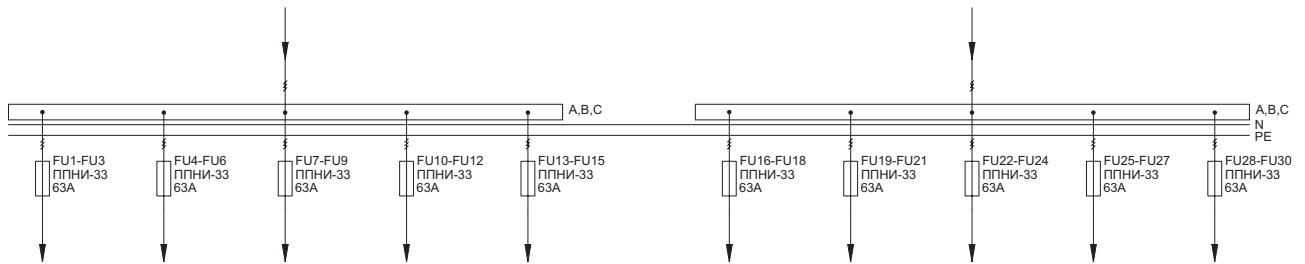 A,B,C
A,B,C
N
PE
FU1-FU3
ППНИ-33
63А
FU4-FU6
ППНИ-33
63А
FU7-FU9
ППНИ-33
63А
FU10-FU12
ППНИ-33
63А
FU13-FU15
ППНИ-33
63А
FU16-FU18
ППНИ-33
63А
FU19-FU21
ППНИ-33
63А
FU22-FU24
ППНИ-33
63А
FU25-FU27
ППНИ-33
63А
FU28-FU30
ППНИ-33
63А